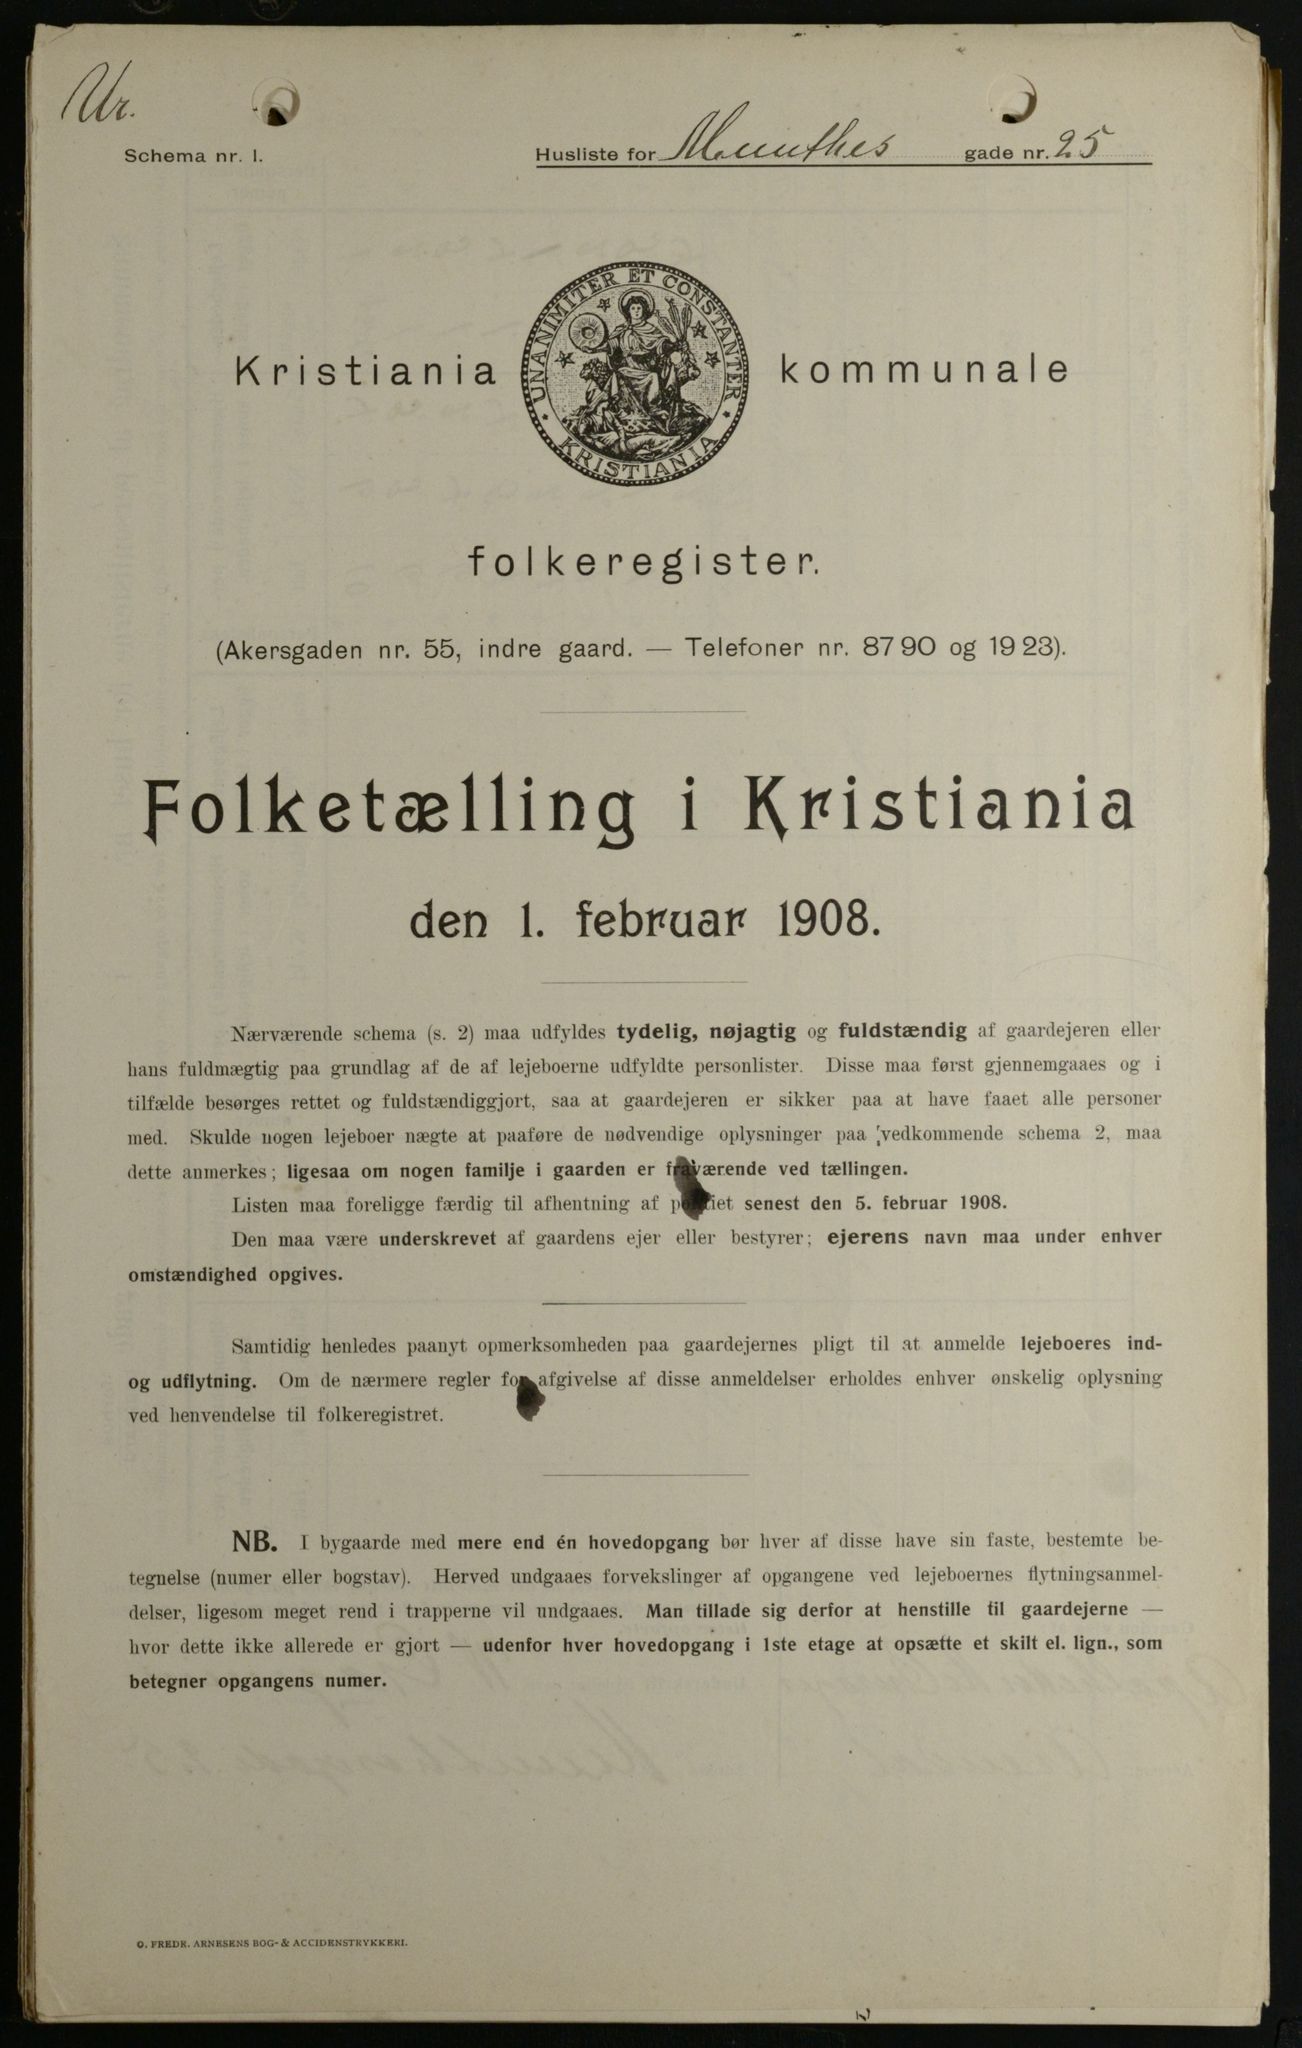 Ur.
Schema nr. 1.
Husliste for Munthes gade nr. 25
UNANIMITER ET CONSTANTER
KRISTIANIA
Kristiania kommunale
folkeregister.
(Akersgaden nr. 55, indre gaard. — Telefoner nr. 8790 og 1923).
Folketælling i Kristiania
den 1. februar 1908.
Nærværende schema (s. 2) maa udfyldes tydelig, nøjagtig og fuldstændig af gaardejeren eller
hans fuldmægtig paa grundlag af de af lejeboerne udfyldte personlister. Disse maa først gjennemgaaes og i
tilfælde besørges rettet og fuldstændiggjort, saa at gaardejeren er sikker paa at have faaet alle personer
med. Skulde nogen lejeboer nægte at paaføre de nødvendige oplysninger paa vedkommende schema 2, maa
dette anmerkes; ligesaa om nogen familje i gaarden er fraværende ved tællingen.
Listen maa foreligge færdig til afhentning af politiet senest den 5. februar 1908.
Den maa være underskrevet af gaardens ejer eller bestyrer; ejerens navn maa under enhver
omstændighed opgives.
Samtidig henledes paanyt opmerksomheden paa gaardejernes pligt til at anmelde lejeboeres ind-
og udflytning. Om de nærmere regler for afgivelse af disse anmeldelser erholdes enhver ønskelig oplysning
ved henvendelse til folkeregistret.
NB. I bygaarde med mere end én hovedopgang bør hver af disse have sin faste, bestemte be-
tegnelse (numer eller bogstav). Herved undgaaes forvekslinger af opgangene ved lejeboernes flytningsanmel-
delser, ligesom meget rend i trapperne vil undgaaes. Man tillade sig derfor at henstille til gaardejerne —
hvor dette ikke allerede er gjort — udenfor hver hovedopgang i 1ste etage at opsætte et skilt el. lign., som
betegner opgangens numer.
O. FREDR. ARNESENS BOG- & ACCIDENSTRYKKERI.